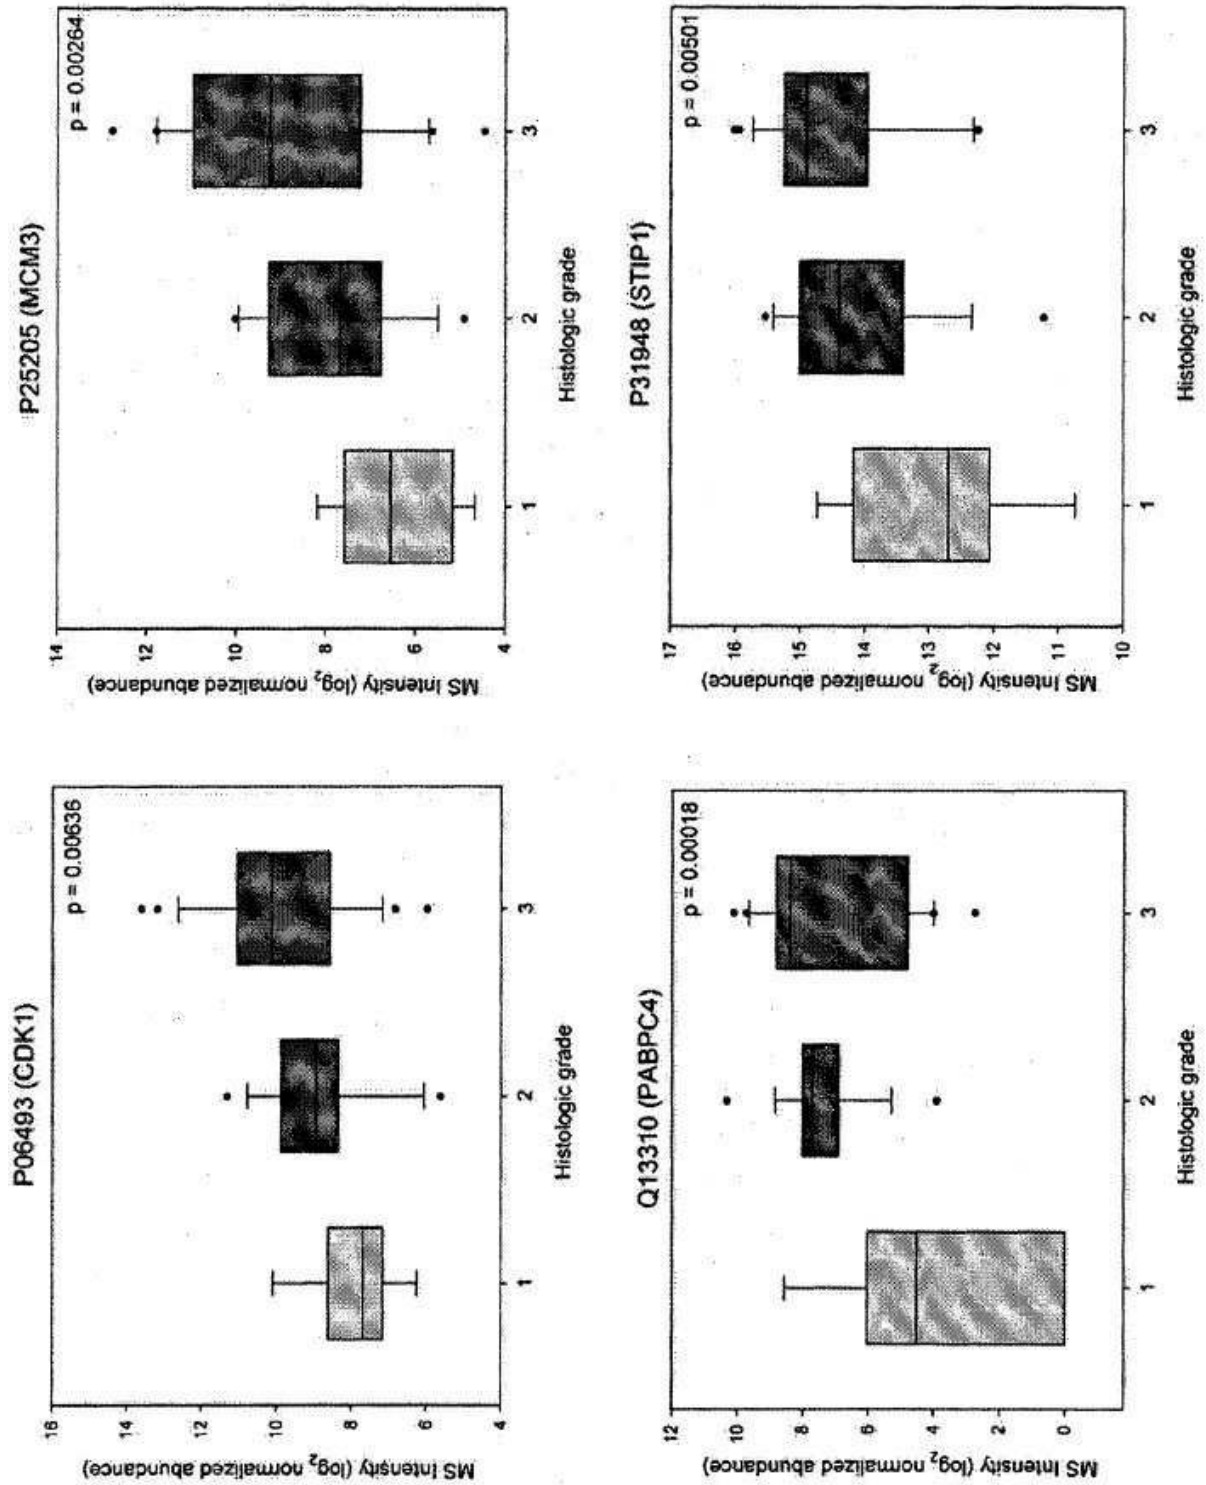 P06493 (CDK1)
p = 0.00636
MS Intensity (log2 normalized abundance)
16
14
12
10
8
6
4
1
2
3
Histologic grade
P25205 (MCM3)
p = 0.00264
MS Intensity (log2 normalized abundance)
14
12
10
8
6
4
1
2
3
Histologic grade
Q13310 (PABPC4)
p = 0.00018
MS Intensity (log2 normalized abundance)
12
10
8
6
4
2
0
1
2
3
Histologic grade
P31948 (STIP1)
p = 0.00501
MS Intensity (log2 normalized abundance)
17
16
15
14
13
12
11
10
1
2
3
Histologic grade